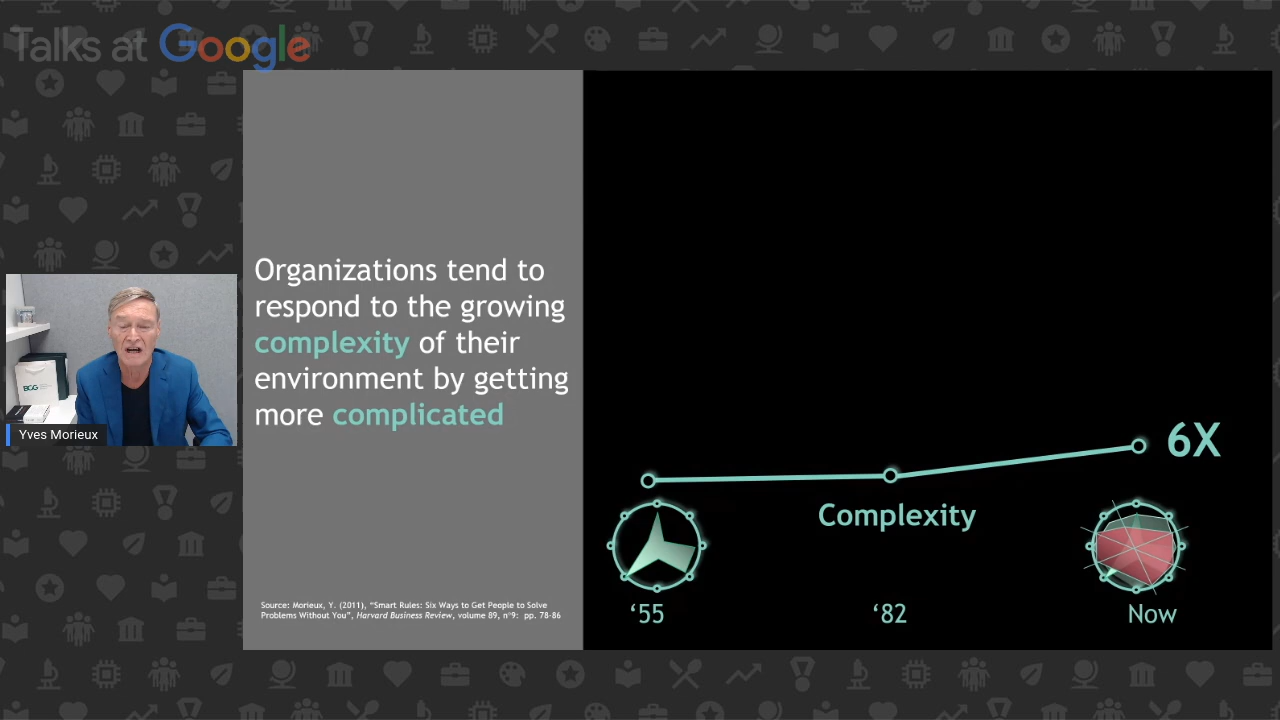 Talks at Google
Organizations tend to
respond to the growing
complexity of their
environment by getting
more complicated
Source: Morieux, Y. (2011), “Smart Rules: Six Ways to Get People to Solve
Problems Without You”, Harvard Business Review, volume 89, n°9: pp. 78-86
6X
Complexity
‘55
‘82
Now
BCG
Yves Morieux